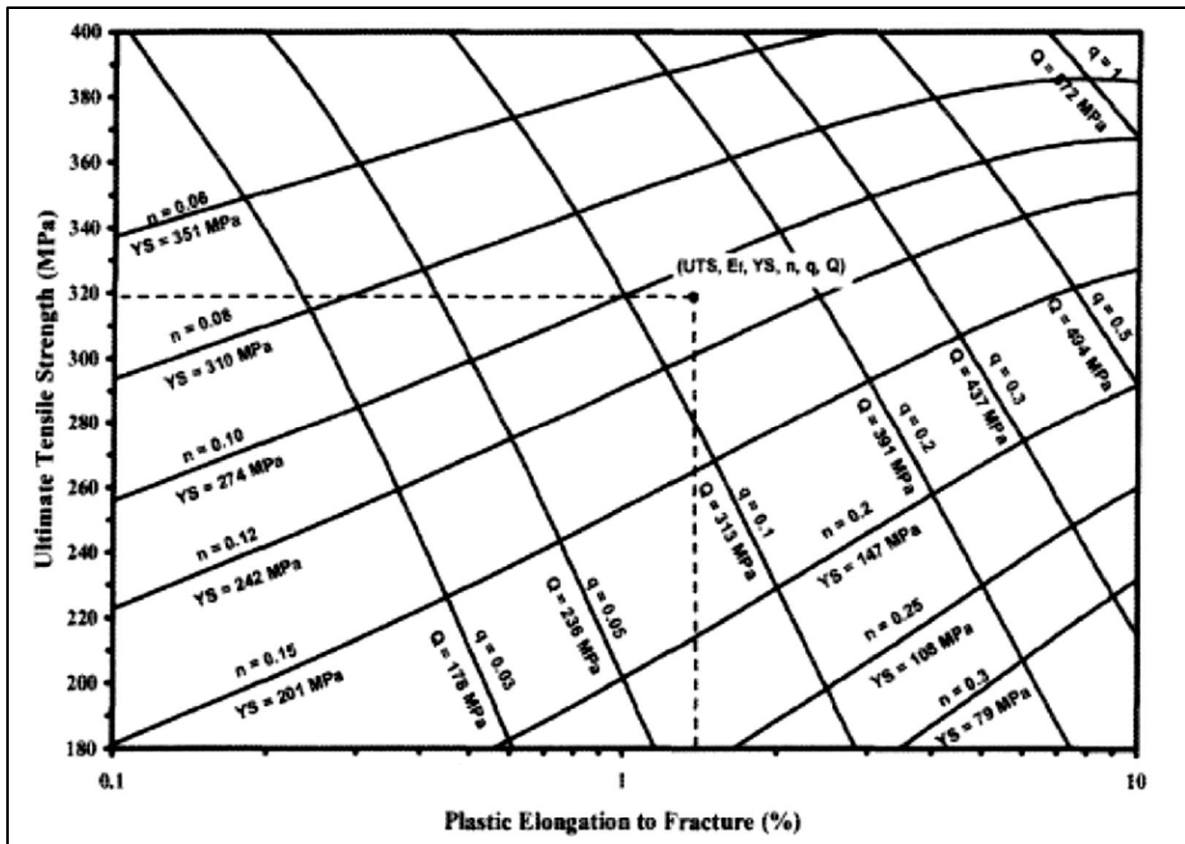 400
380
360
340
320
300
280
260
240
220
200
180
Ultimate Tensile Strength (MPa)
0.1
1
10
Plastic Elongation to Fracture (%)
n = 0.06
YS = 351 MPa
n = 0.08
YS = 310 MPa
n = 0.10
YS = 274 MPa
n = 0.12
YS = 242 MPa
n = 0.15
YS = 201 MPa
n = 0.2
YS = 147 MPa
n = 0.25
YS = 108 MPa
n = 0.3
YS = 79 MPa
(UTS, Ef, YS, n, q, Q)
q = 0.03
Q = 178 MPa
q = 0.05
Q = 236 MPa
q = 0.1
Q = 313 MPa
q = 0.2
Q = 391 MPa
q = 0.3
Q = 437 MPa
q = 0.5
Q = 494 MPa
q = 1
Q = 572 MPa